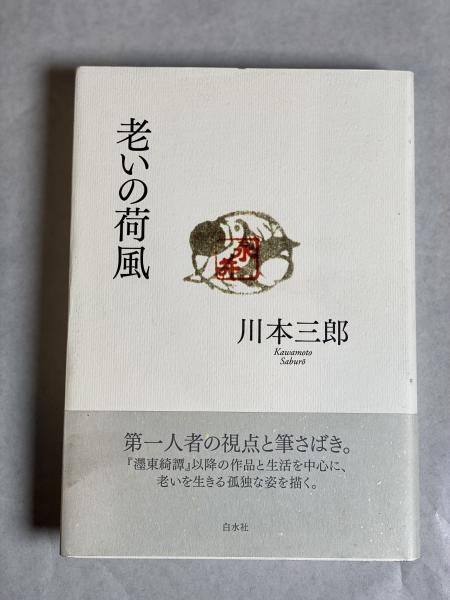 老いの荷風
川本三郎
Kawamoto
Saburō
第一人者の視点と筆さばき。
『濹東綺譚』以降の作品と生活を中心に、
老いを生きる孤独な姿を描く。
白水社